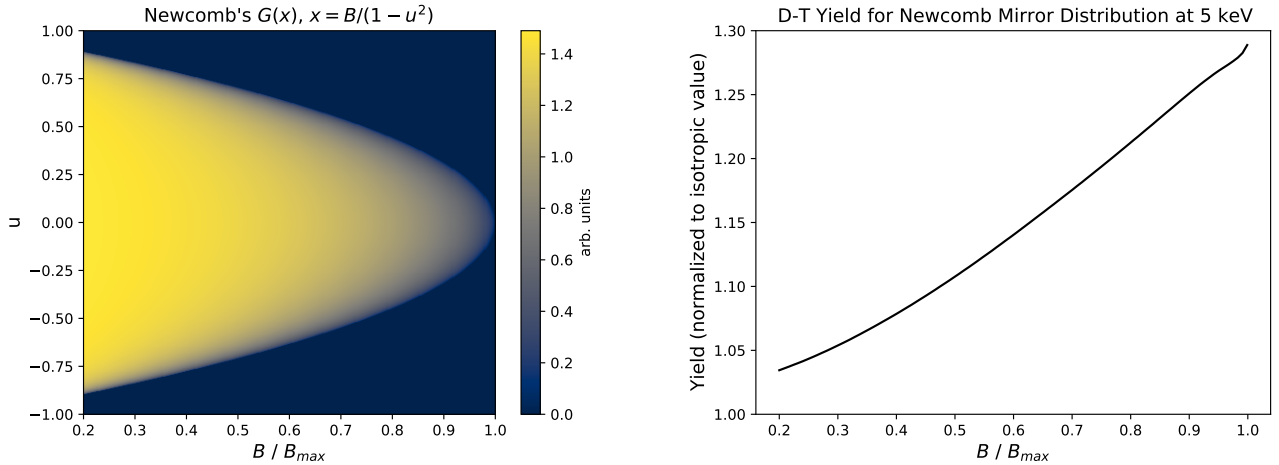 Newcomb's G(x), x = B/(1 − u²)
1.00
0.75
0.50
0.25
0.00
−0.25
−0.50
−0.75
−1.00
u
0.2 0.3 0.4 0.5 0.6 0.7 0.8 0.9 1.0
B / B_max
1.4
1.2
1.0
0.8
0.6
0.4
0.2
0.0
arb. units
D-T Yield for Newcomb Mirror Distribution at 5 keV
1.30
1.25
1.20
1.15
1.10
1.05
1.00
Yield (normalized to isotropic value)
0.2 0.3 0.4 0.5 0.6 0.7 0.8 0.9 1.0
B / B_max